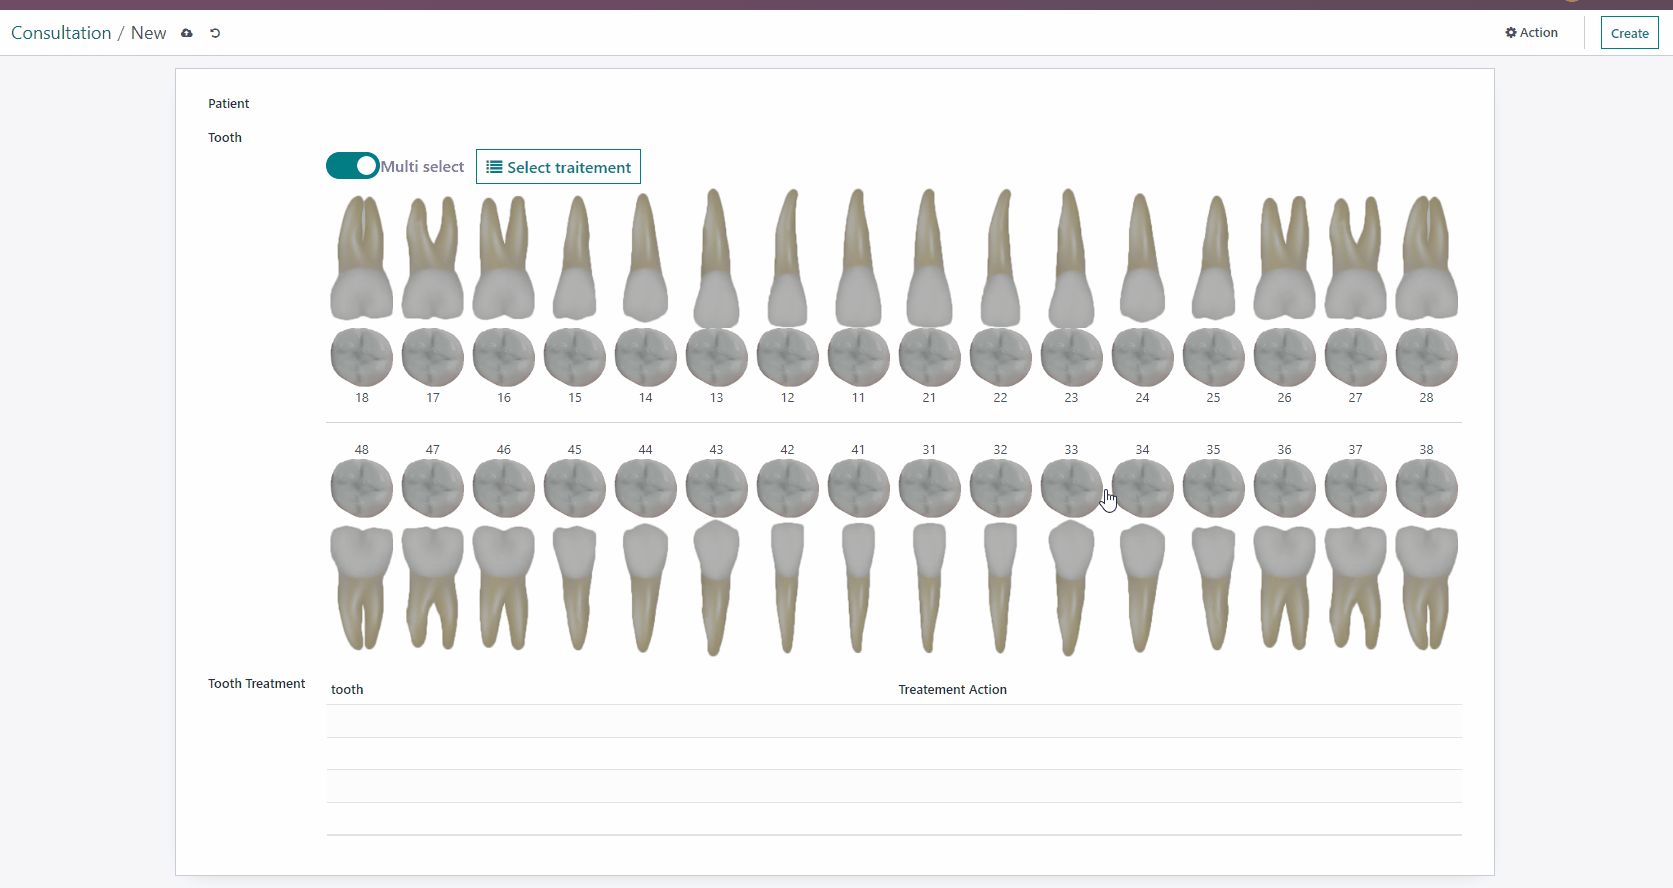 Consultation / New
Action
Create
Patient
Tooth
Multi select
Select traitement
18 17 16 15 14 13 12 11 21 22 23 24 25 26 27 28
48 47 46 45 44 43 42 41 31 32 33 34 35 36 37 38
Tooth Treatment
tooth Treatement Action